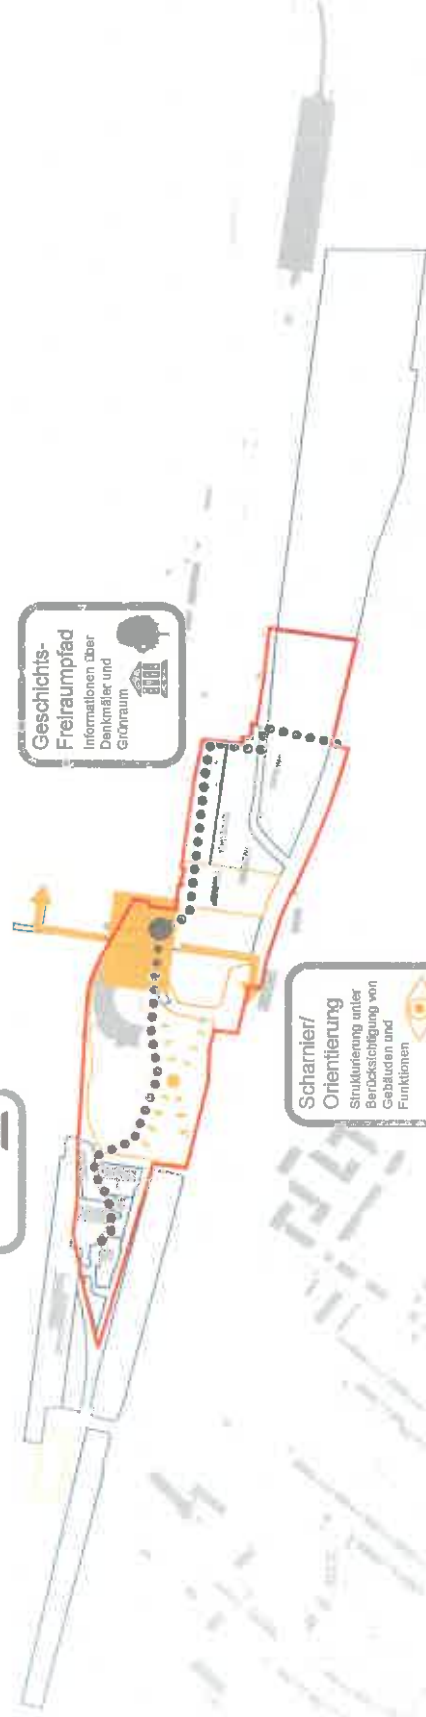 Geschichts-
Freiraumpfad
Informationen über
Denkmäler und
Grünraum
Scharnier/
Orientierung
Strukturierung unter
Berücksichtigung von
Gebäuden und
Funktionen